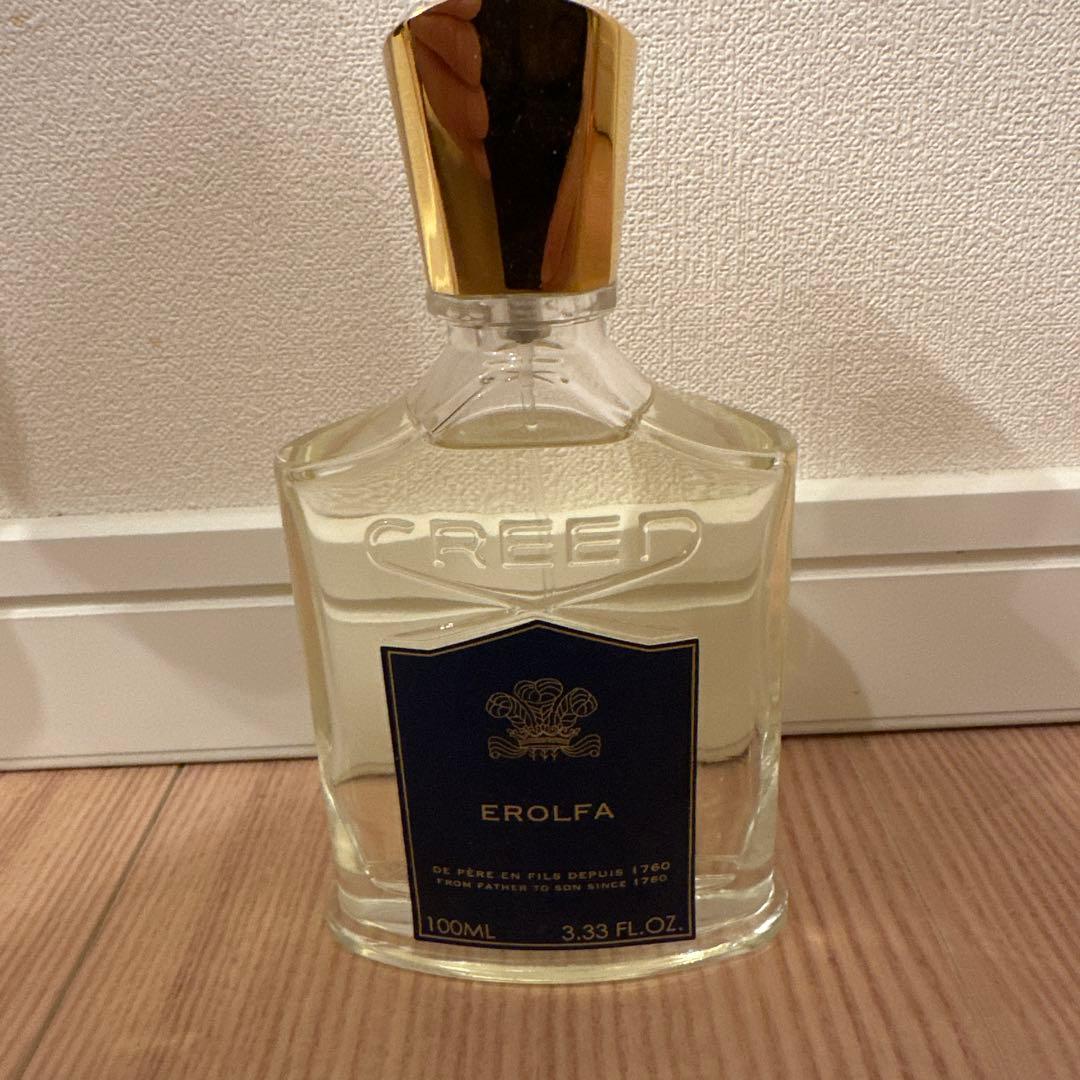 CREED
EROLFA
DE PÈRE EN FILS DEPUIS 1760
FROM FATHER TO SON SINCE 1760
100ML 3.33 FL.OZ.